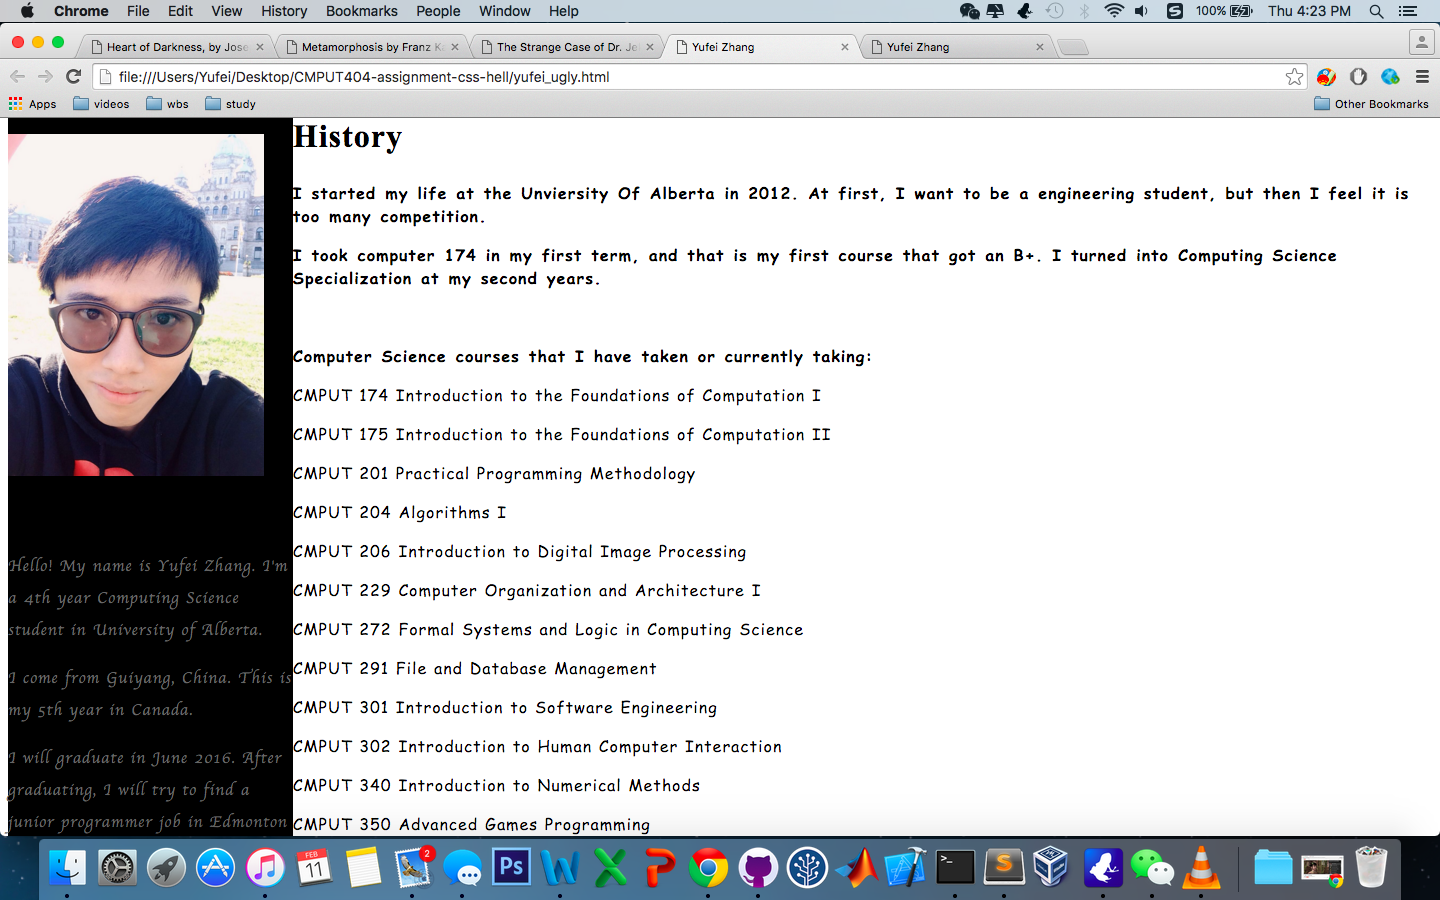 Chrome File Edit View History Bookmarks People Window Help 100% Thu 4:23 PM
Heart of Darkness, by Jose
Metamorphosis by Franz
The Strange Case of Dr.
Yufei Zhang
Yufei Zhang
file:///Users/Yufei/Desktop/CMPUT404-assignment-css-hell/yufei_ugly.html
Apps videos wbs study Other Bookmarks
Hello! My name is Yufei Zhang. I'm
a 4th year Computing Science
student in University of Alberta.
I come from Guiyang, China. This is
my 5th year in Canada.
I will graduate in June 2016. After
graduating, I will try to find a
junior programmer job in Edmonton
History
I started my life at the Unviersity Of Alberta in 2012. At first, I want to be a engineering student, but then I feel it is
too many competition.
I took computer 174 in my first term, and that is my first course that got an B+. I turned into Computing Science
Specialization at my second years.
Computer Science courses that I have taken or currently taking:
CMPUT 174 Introduction to the Foundations of Computation I
CMPUT 175 Introduction to the Foundations of Computation II
CMPUT 201 Practical Programming Methodology
CMPUT 204 Algorithms I
CMPUT 206 Introduction to Digital Image Processing
CMPUT 229 Computer Organization and Architecture I
CMPUT 272 Formal Systems and Logic in Computing Science
CMPUT 291 File and Database Management
CMPUT 301 Introduction to Software Engineering
CMPUT 302 Introduction to Human Computer Interaction
CMPUT 340 Introduction to Numerical Methods
CMPUT 350 Advanced Games Programming
FEB
11
2
Ps